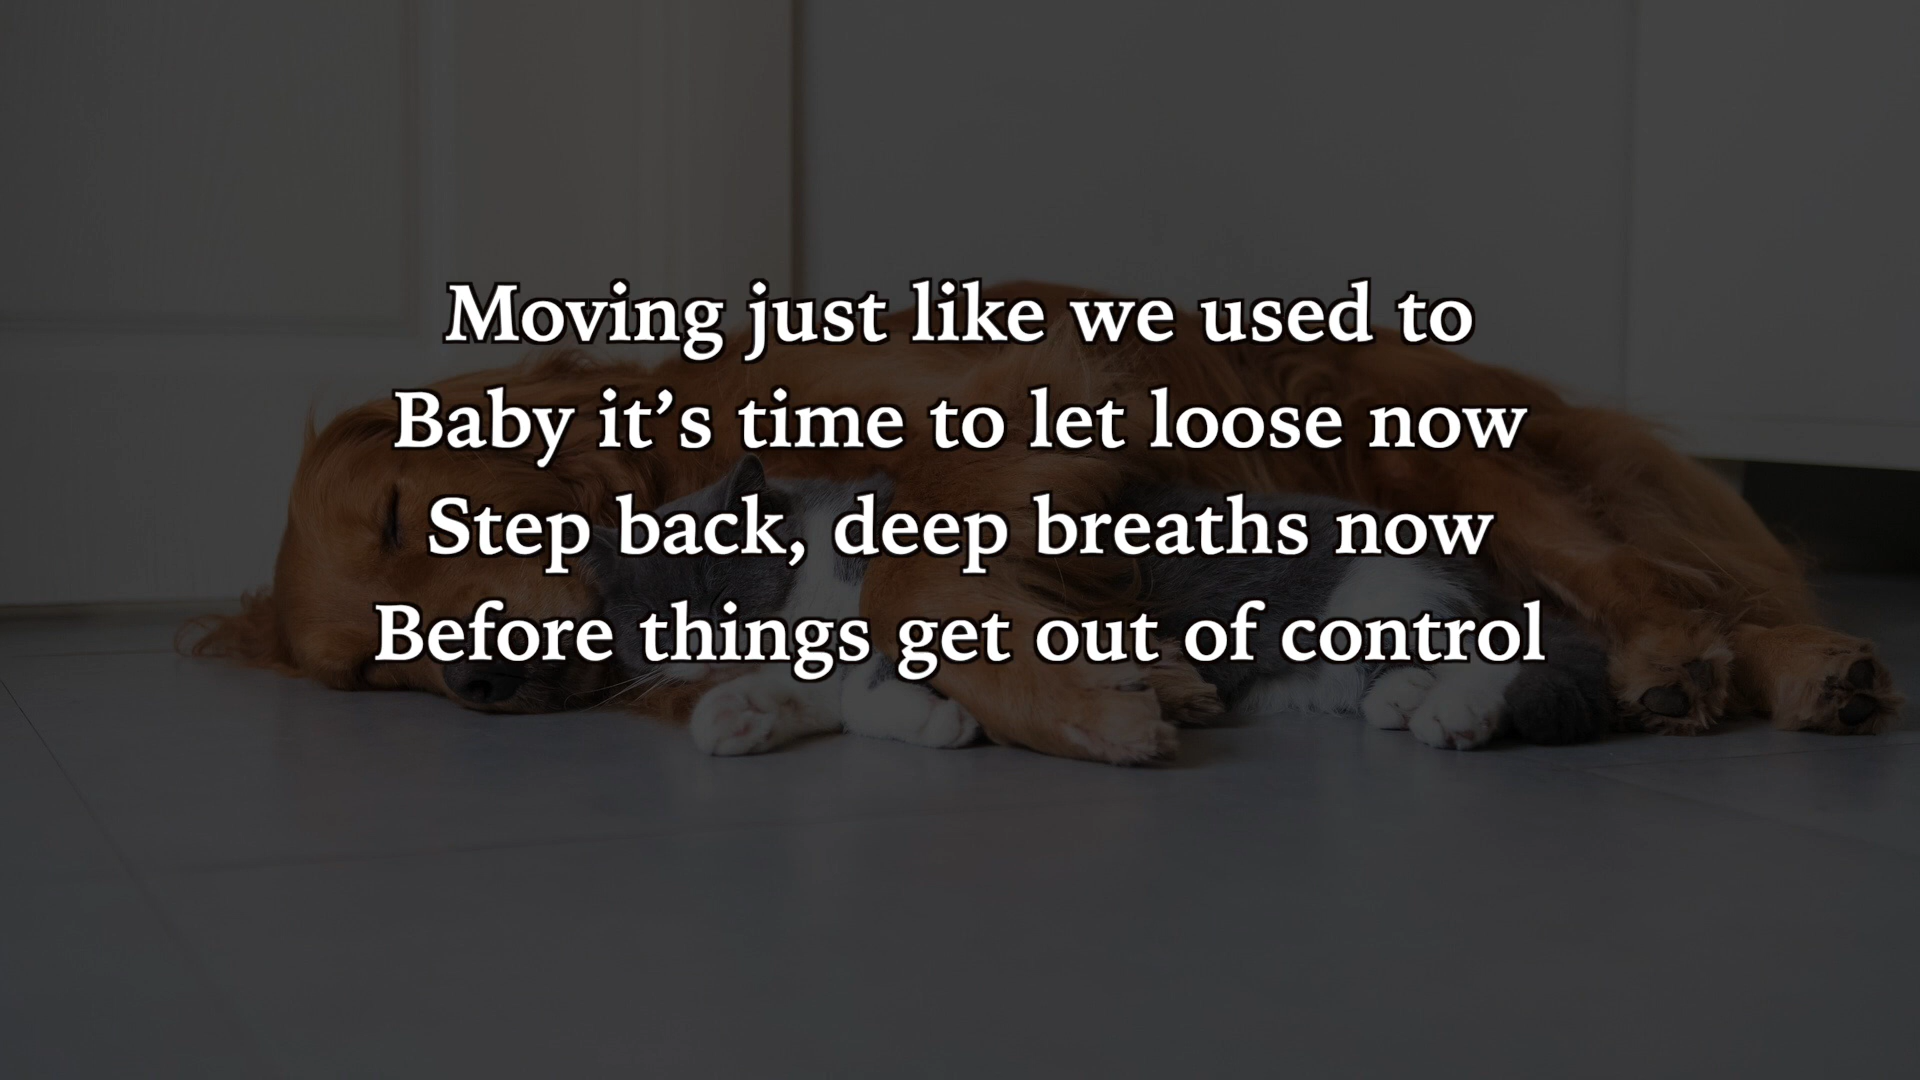 Moving just like we used to
Baby it’s time to let loose now
Step back, deep breaths now
Before things get out of control